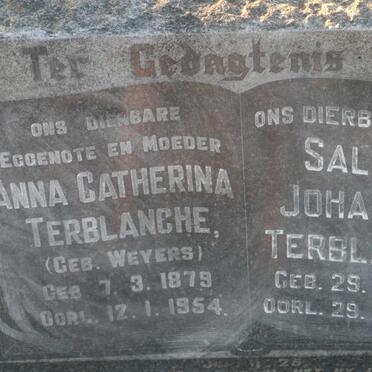 Ter Gedagtenis
ONS DIERBARE
EGGENOTE EN MOEDER
ANNA CATHERINA
TERBLANCHE,
(GEB. WEYERS)
GEB. 7. 3. 1879
OORL. 12. 1. 1954.
ONS DIERB
SAL
JOHA
TERBL
GEB. 29.
OORL. 29.